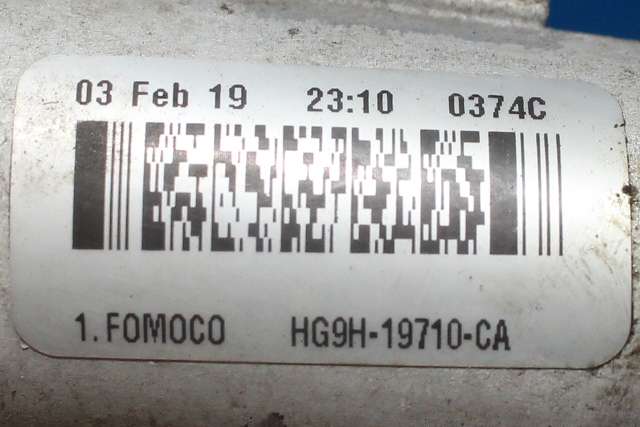 03 Feb 19 23:10 0374C
1. FOMOCO HG9H-19710-CA